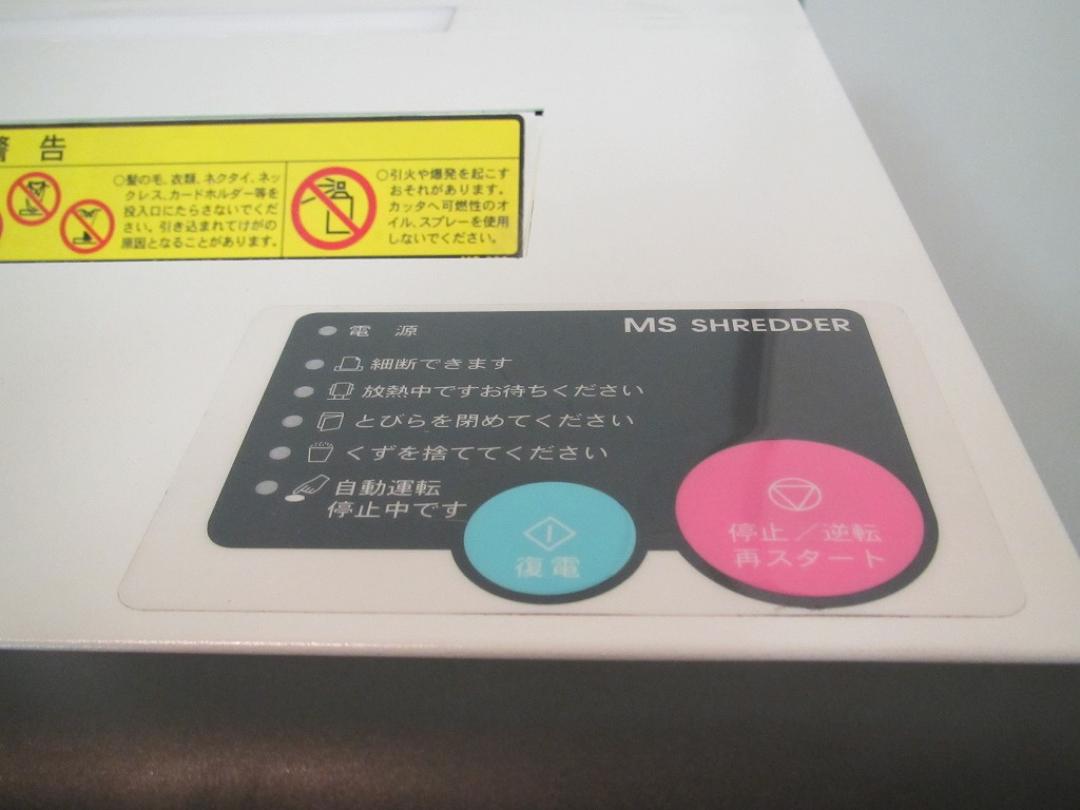 警告
○髪の毛、衣類、ネクタイ、ネッ
クレス、カードホルダー等を
投入口にたらさないでくだ
さい。引き込まれてけがの
原因となることがあります。
○引火や爆発を起こす
おそれがあります。
カッタへ可燃性のオ
イル、スプレーを使用
しないでください。
MS SHREDDER
電源
細断できます
放熱中ですお待ちください
とびらを閉めてください
くずを捨ててください
自動運転
停止中です
復電
停止／逆転
再スタート